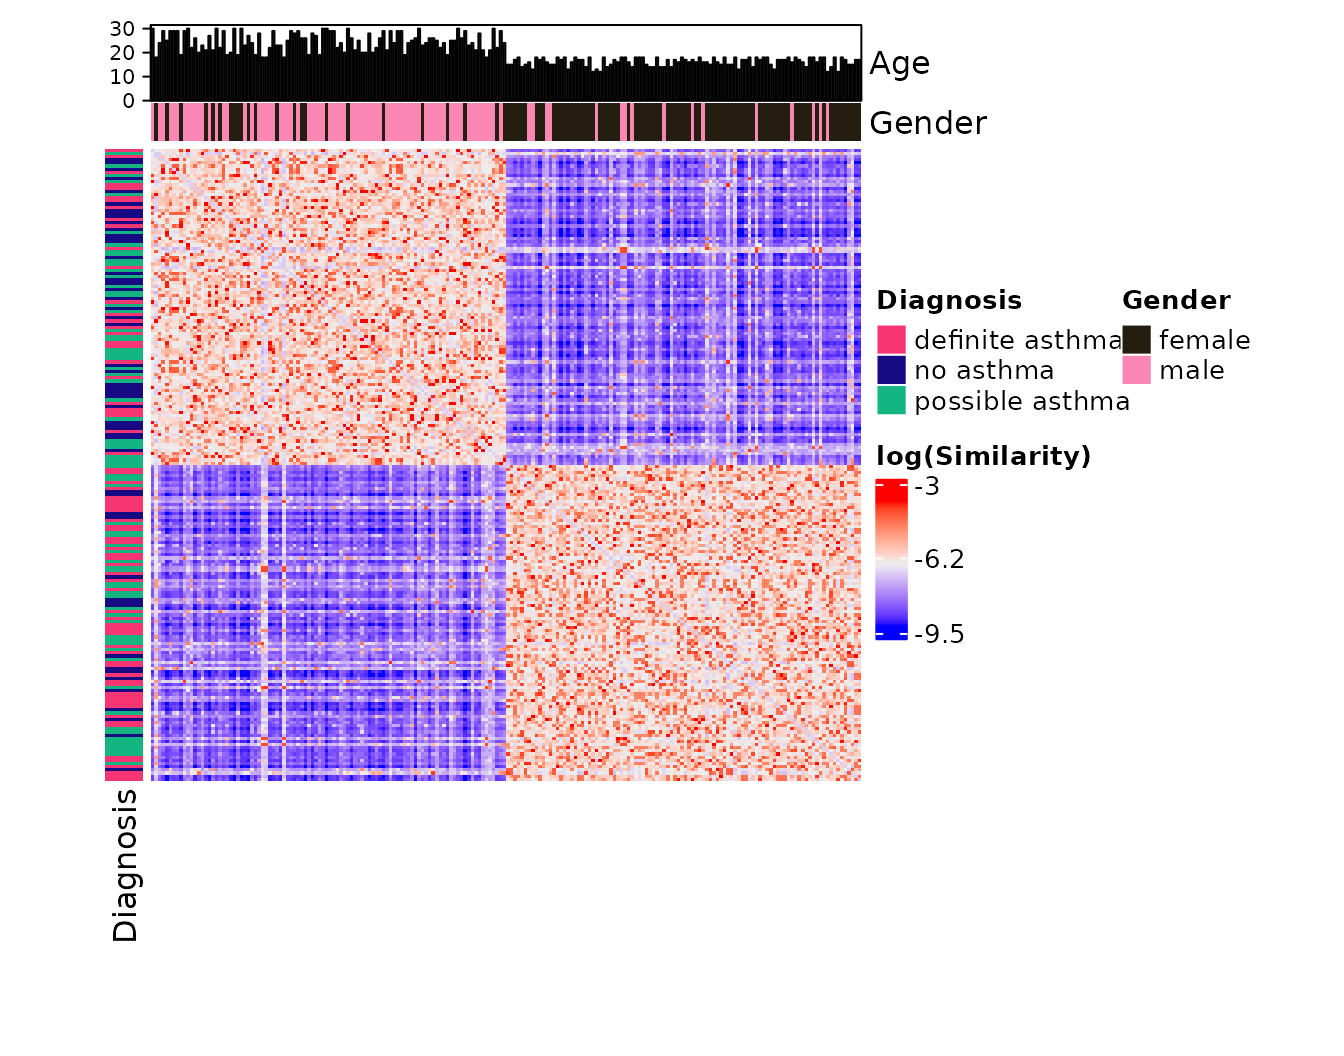 30
20
10
0
Age
Gender
Diagnosis
definite asthma
no asthma
possible asthma
Gender
female
male
log(Similarity)
-3
-6.2
-9.5
Diagnosis